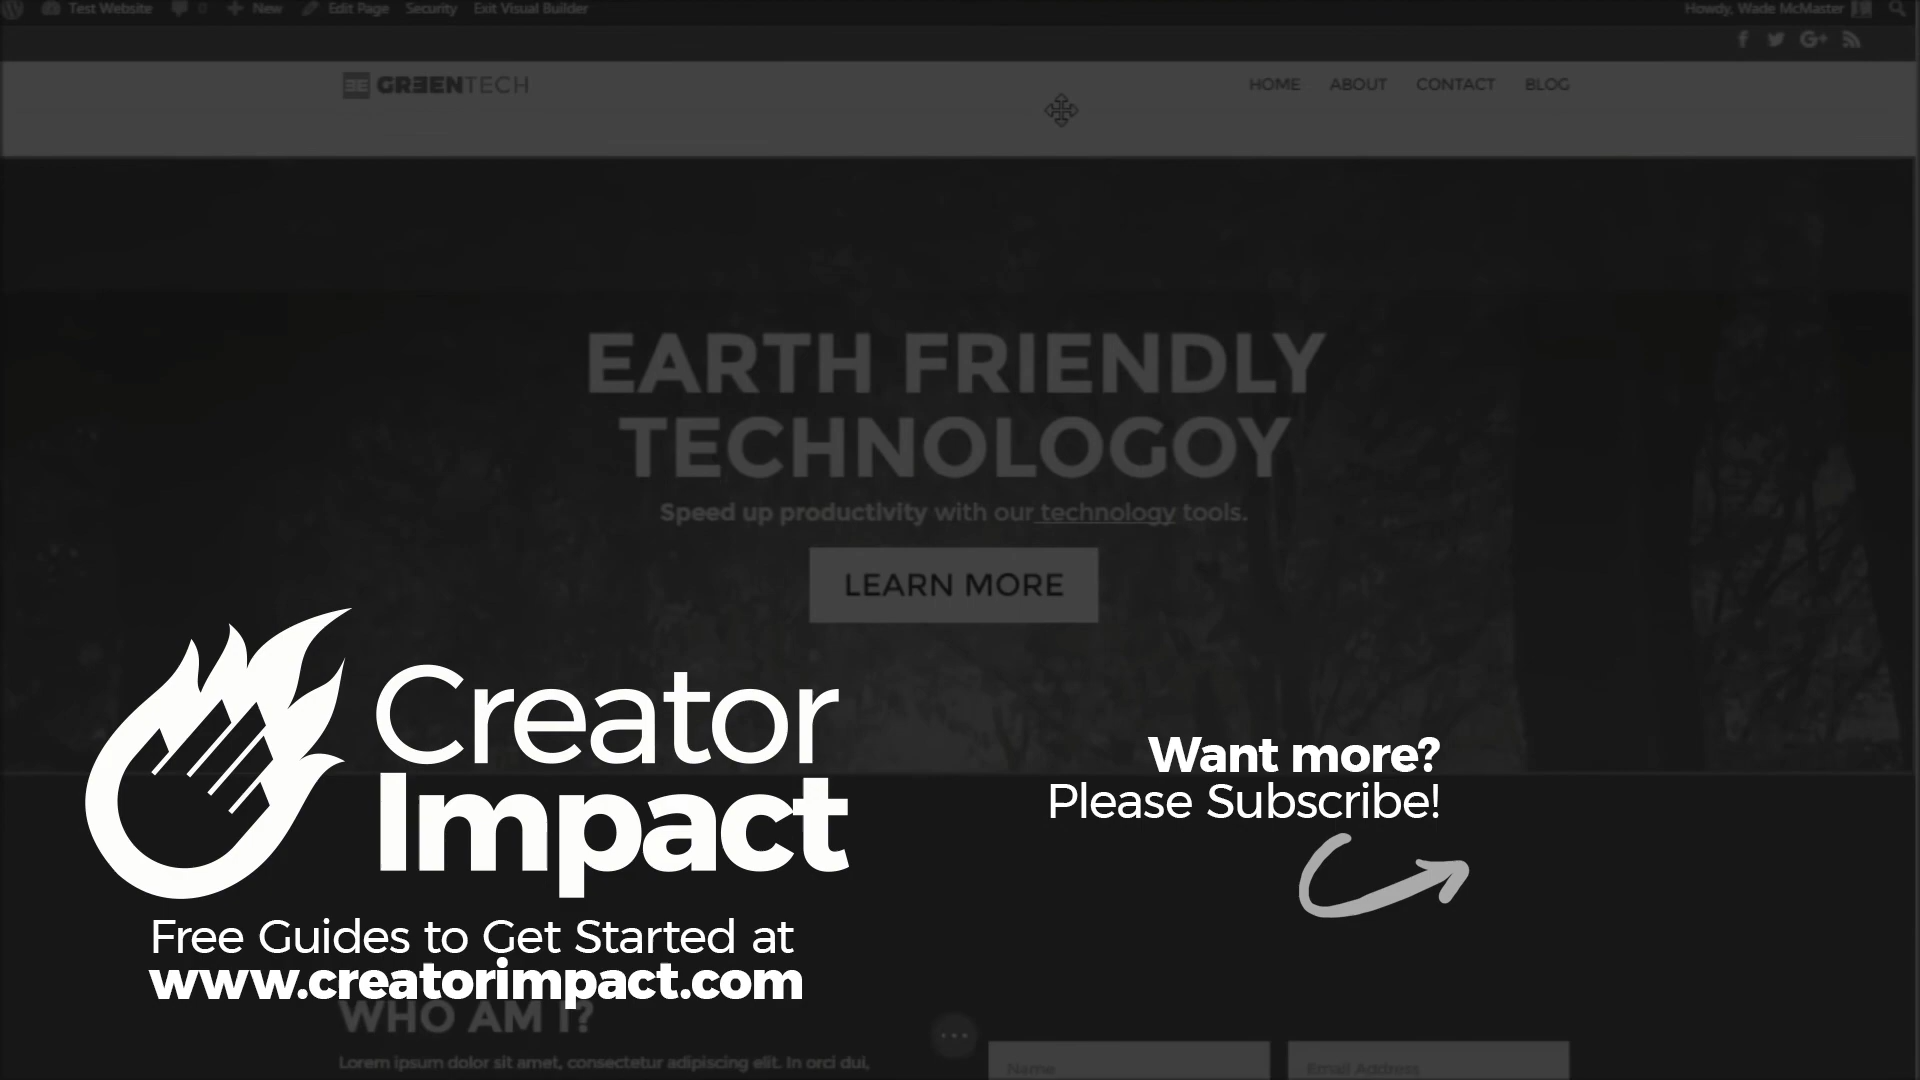 Test Website 0 New Edit Page Security Exit Visual Builder Howdy, Wade McMaster
GREENTECH HOME ABOUT CONTACT BLOG
EARTH FRIENDLY
TECHNOLOGOY
Speed up productivity with our technology tools.
LEARN MORE
Creator
Impact
Want more?
Please Subscribe!
Free Guides to Get Started at
www.creatorimpact.com
WHO AM I?
Lorem ipsum dolor sit amet, consectetur adipiscing elit. In orci dui,
Name Email Address